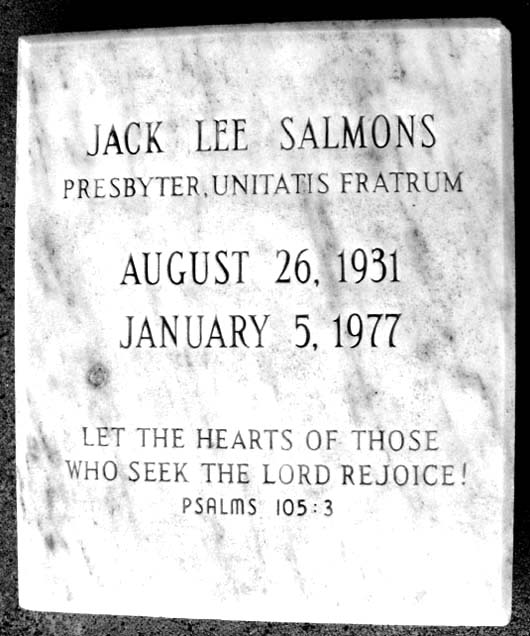 JACK LEE SALMONS
PRESBYTER, UNITATIS FRATRUM
AUGUST 26, 1931
JANUARY 5, 1977
LET THE HEARTS OF THOSE
WHO SEEK THE LORD REJOICE!
PSALMS 105:3